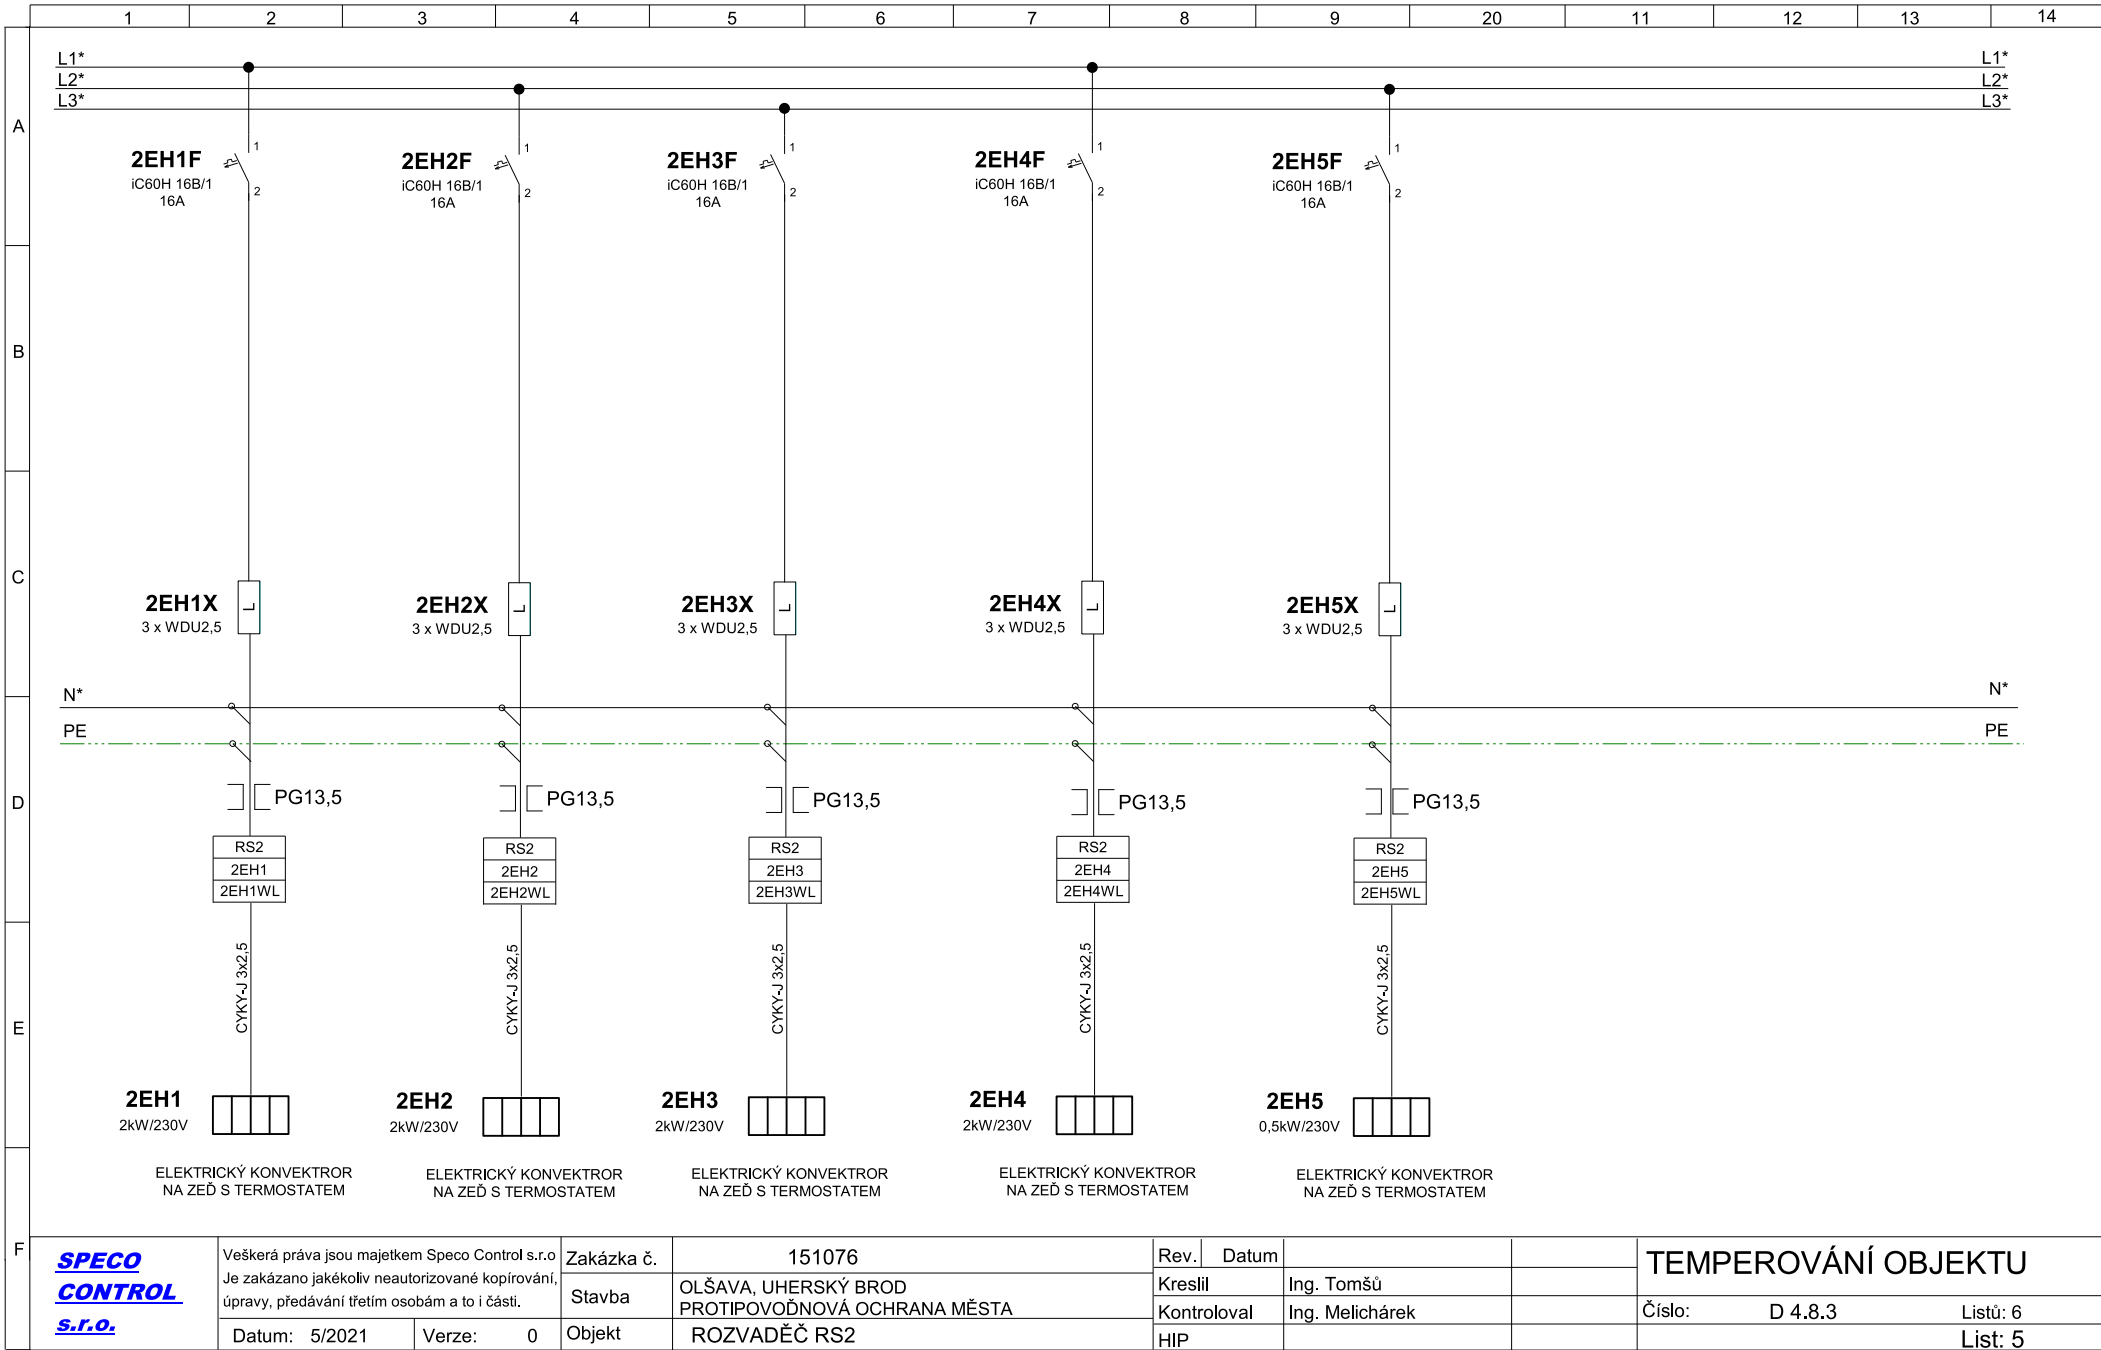 1 2 3 4 5 6 7 8 9 20 11 12 13 14
L1* L1*
L2* L2*
L3* L3*
A
2EH1F
iC60H 16B/1
16A
1
2
2EH2F
iC60H 16B/1
16A
1
2
2EH3F
iC60H 16B/1
16A
1
2
2EH4F
iC60H 16B/1
16A
1
2
2EH5F
iC60H 16B/1
16A
1
2
B
C
2EH1X
3 x WDU2,5
L
2EH2X
3 x WDU2,5
L
2EH3X
3 x WDU2,5
L
2EH4X
3 x WDU2,5
L
2EH5X
3 x WDU2,5
L
N* N*
PE PE
D
PG13,5 PG13,5 PG13,5 PG13,5 PG13,5
RS2
2EH1
2EH1WL
RS2
2EH2
2EH2WL
RS2
2EH3
2EH3WL
RS2
2EH4
2EH4WL
RS2
2EH5
2EH5WL
E
CYKY-J 3x2,5
CYKY-J 3x2,5
CYKY-J 3x2,5
CYKY-J 3x2,5
CYKY-J 3x2,5
2EH1
2kW/230V
2EH2
2kW/230V
2EH3
2kW/230V
2EH4
2kW/230V
2EH5
0,5kW/230V
ELEKTRICKÝ KONVEKTROR
NA ZEĎ S TERMOSTATEM
ELEKTRICKÝ KONVEKTROR
NA ZEĎ S TERMOSTATEM
ELEKTRICKÝ KONVEKTROR
NA ZEĎ S TERMOSTATEM
ELEKTRICKÝ KONVEKTROR
NA ZEĎ S TERMOSTATEM
ELEKTRICKÝ KONVEKTROR
NA ZEĎ S TERMOSTATEM
F
SPECO
CONTROL
s.r.o.
Veškerá práva jsou majetkem Speco Control s.r.o
Je zakázano jakékoliv neautorizované kopírování,
úpravy, předávání třetím osobám a to i části.
Datum: 5/2021 Verze: 0
Zakázka č. 151076
Stavba OLŠAVA, UHERSKÝ BROD
PROTIPOVODŇOVÁ OCHRANA MĚSTA
Objekt ROZVADĚČ RS2
Rev. Datum
Kreslil Ing. Tomšů
Kontroloval Ing. Melichárek
HIP
TEMPEROVÁNÍ OBJEKTU
Číslo: D 4.8.3 Listů: 6
List: 5